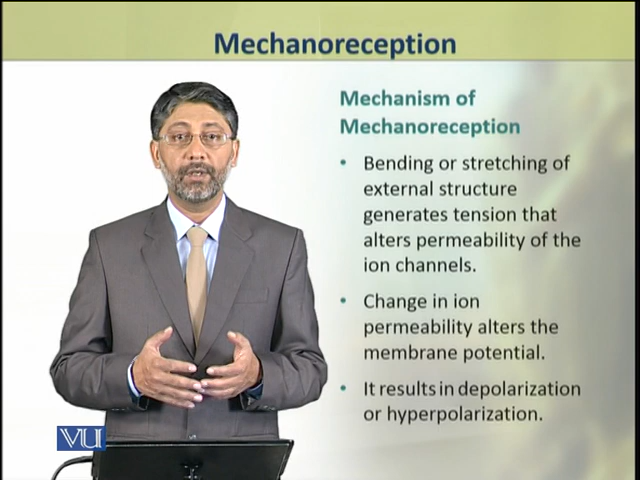 Mechanoreception
Mechanism of
Mechanoreception
• Bending or stretching of
external structure
generates tension that
alters permeability of the
ion channels.
• Change in ion
permeability alters the
membrane potential.
• It results in depolarization
or hyperpolarization.
VU